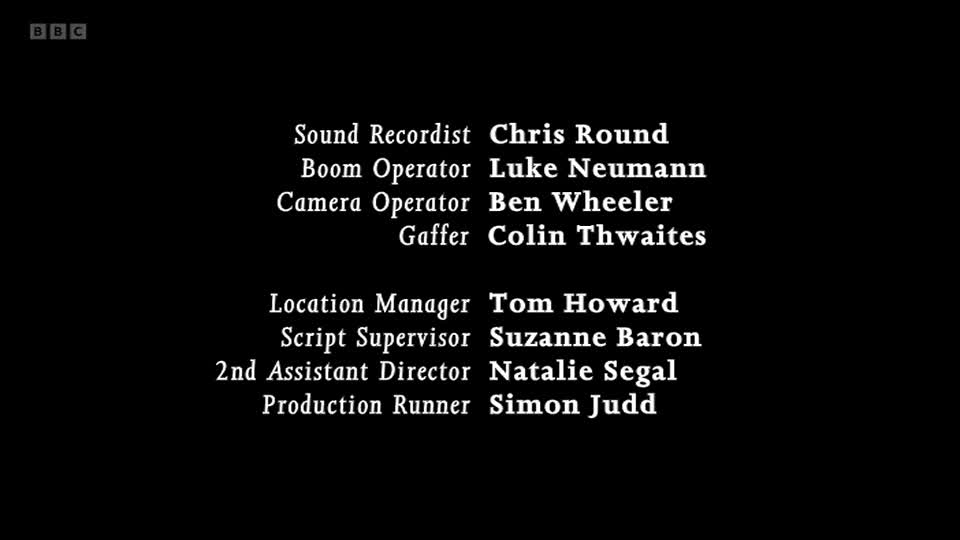 BBC
Sound Recordist Chris Round
Boom Operator Luke Neumann
Camera Operator Ben Wheeler
Gaffer Colin Thwaites
Location Manager Tom Howard
Script Supervisor Suzanne Baron
2nd Assistant Director Natalie Segal
Production Runner Simon Judd